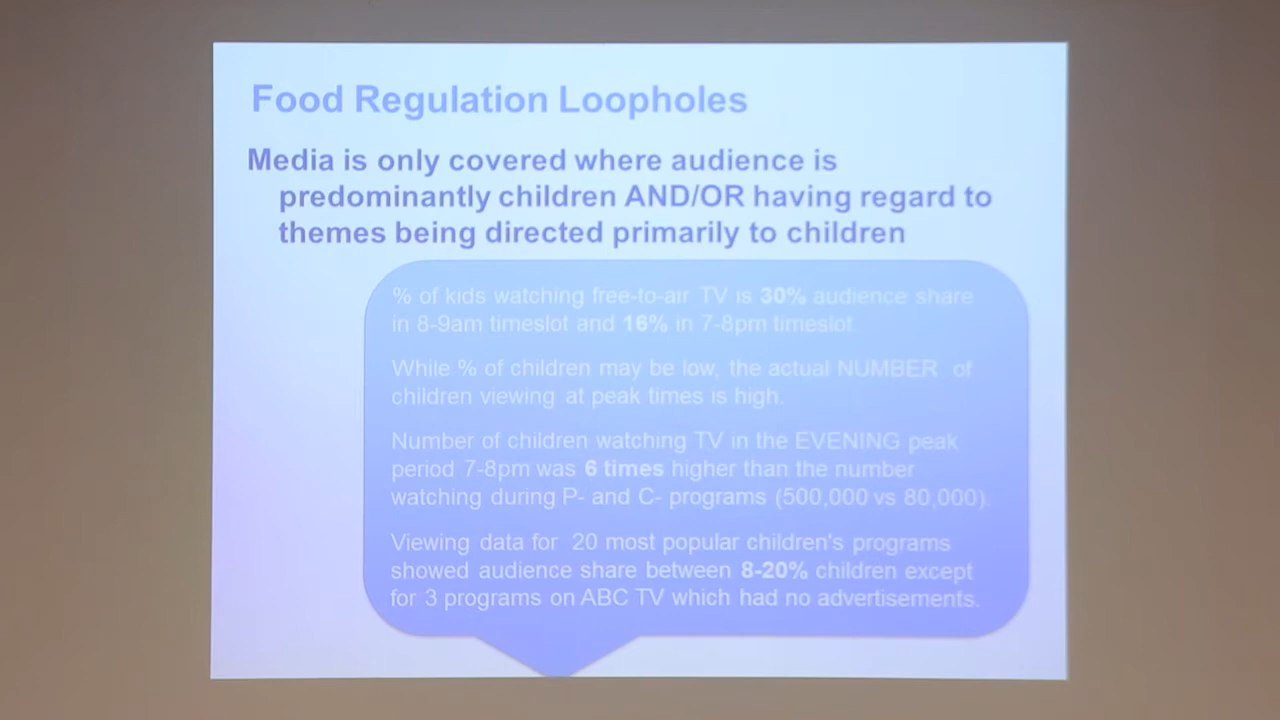 Food Regulation Loopholes
Media is only covered where audience is
predominantly children AND/OR having regard to
themes being directed primarily to children
% of kids watching free-to-air TV is 30% audience share
in 8-9am timeslot and 16% in 7-8pm timeslot.
While % of children may be low, the actual NUMBER of
children viewing at peak times is high.
Number of children watching TV in the EVENING peak
period 7-8pm was 6 times higher than the number
watching during P- and C- programs (500,000 vs 80,000).
Viewing data for 20 most popular children's programs
showed audience share between 8-20% children except
for 3 programs on ABC TV which had no advertisements.